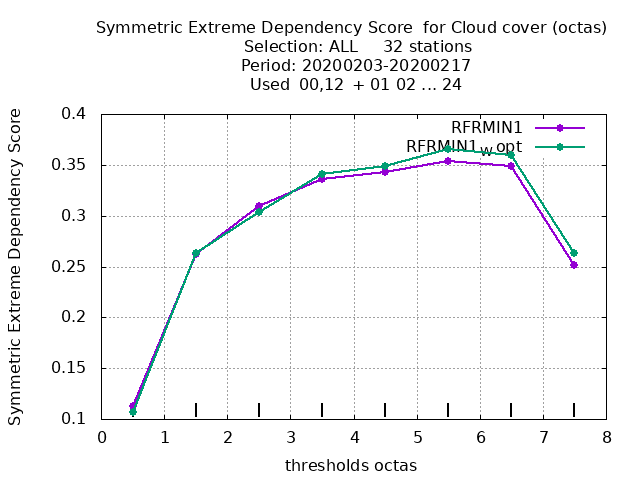 Symmetric Extreme Dependency Score  for Cloud cover (octas)
Selection: ALL     32 stations
Period: 20200203-20200217
Used  00,12  + 01 02 ... 24
RFRMIN1
RFRMIN1wopt
Symmetric Extreme Dependency Score
0.4
0.35
0.3
0.25
0.2
0.15
0.1
0 1 2 3 4 5 6 7 8
thresholds octas